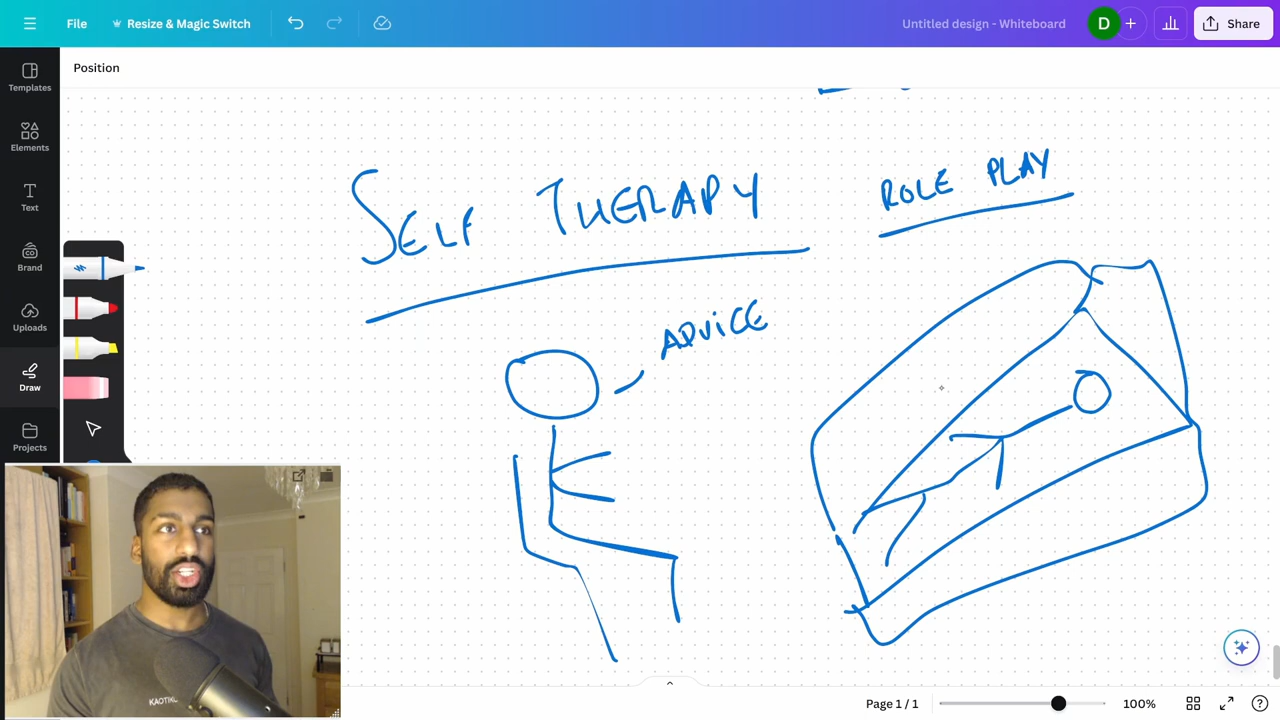 File
Resize & Magic Switch
Untitled design - Whiteboard
D
Share
Position
Templates
Elements
Text
Brand
Uploads
Draw
Projects
SELF THERAPY
ROLE PLAY
ADVICE
KAOTIKO
Page 1 / 1
100%